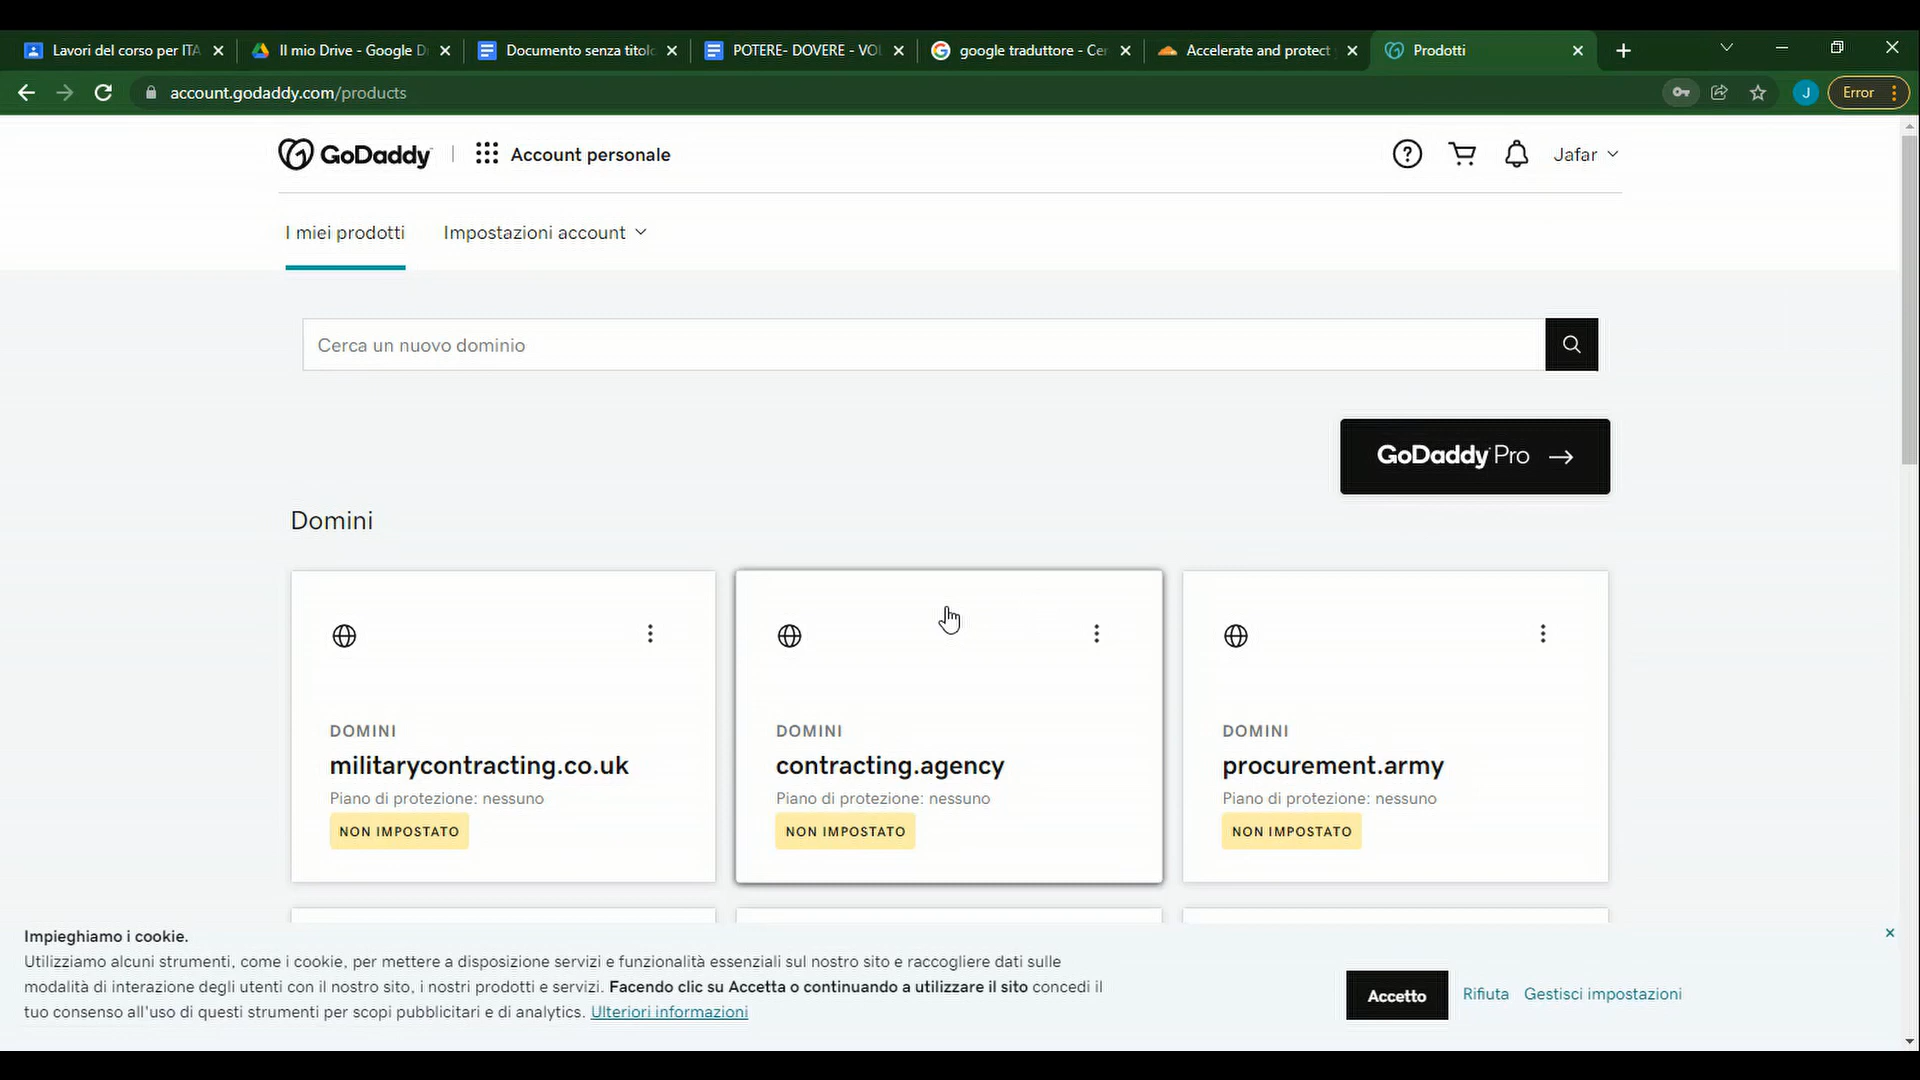 Lavori del corso per ITA
Il mio Drive - Google D
Documento senza titolo
POTERE- DOVERE - VOL
google traduttore - Cer
Accelerate and protect
Prodotti
account.godaddy.com/products
J
Error
GoDaddy
Account personale
Jafar
I miei prodotti
Impostazioni account
Cerca un nuovo dominio
GoDaddy Pro →
Domini
DOMINI
militarycontracting.co.uk
Piano di protezione: nessuno
NON IMPOSTATO
DOMINI
contracting.agency
Piano di protezione: nessuno
NON IMPOSTATO
DOMINI
procurement.army
Piano di protezione: nessuno
NON IMPOSTATO
Impieghiamo i cookie.
Utilizziamo alcuni strumenti, come i cookie, per mettere a disposizione servizi e funzionalità essenziali sul nostro sito e raccogliere dati sulle
modalità di interazione degli utenti con il nostro sito, i nostri prodotti e servizi. Facendo clic su Accetta o continuando a utilizzare il sito concedi il
tuo consenso all'uso di questi strumenti per scopi pubblicitari e di analytics. Ulteriori informazioni
Accetto
Rifiuta
Gestisci impostazioni